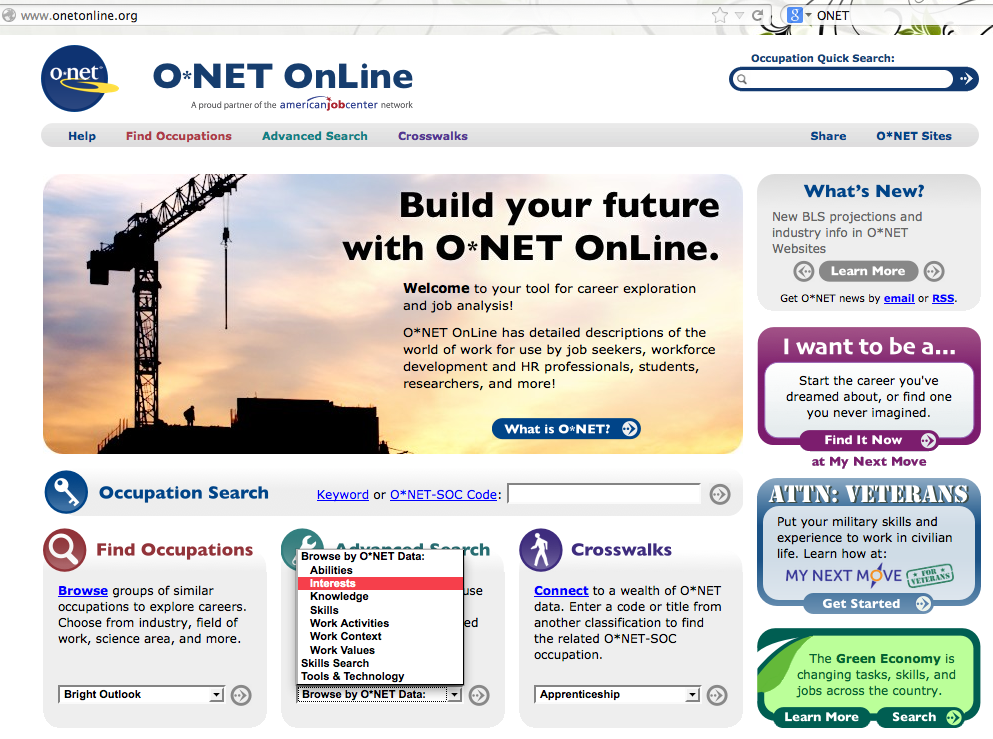 www.onetonline.org
ONET
o·net
O*NET OnLine
A proud partner of the americanjobcenter network
Occupation Quick Search:
Help Find Occupations Advanced Search Crosswalks Share O*NET Sites
Build your future
with O*NET OnLine.
Welcome to your tool for career exploration
and job analysis!
O*NET OnLine has detailed descriptions of the
world of work for use by job seekers, workforce
development and HR professionals, students,
researchers, and more!
What is O*NET?
What's New?
New BLS projections and
industry info in O*NET
Websites
Learn More
Get O*NET news by email or RSS.
I want to be a...
Start the career you've
dreamed about, or find one
you never imagined.
Find It Now
at My Next Move
Occupation Search
Keyword or O*NET-SOC Code:
ATTN: VETERANS
Put your military skills and
experience to work in civilian
life. Learn how at:
MY NEXT MOVE
FOR
VETERANS
Get Started
Find Occupations
Browse groups of similar
occupations to explore careers.
Choose from industry, field of
work, science area, and more.
Bright Outlook
Advanced Search
Browse by O*NET Data:
Abilities
Interests
Knowledge
Skills
Work Activities
Work Context
Work Values
Skills Search
Tools & Technology
Browse by O*NET Data:
Crosswalks
Connect to a wealth of O*NET
data. Enter a code or title from
another classification to find
the related O*NET-SOC
occupation.
Apprenticeship
The Green Economy is
changing tasks, skills, and
jobs across the country.
Learn More Search